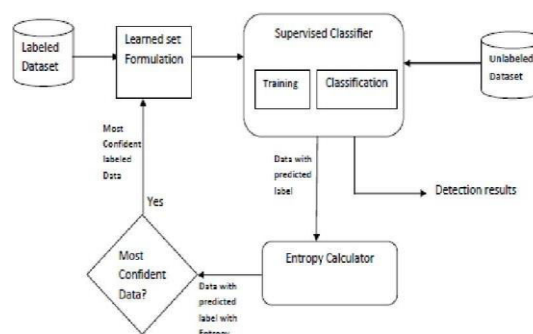 Labeled
Dataset
Learned set
Formulation
Supervised Classifier
Training
Classification
Unlabeled
Dataset
Most
Confident
labeled
Data
Data with
predicted
label
Detection results
Yes
Most
Confident
Data?
Entropy Calculator
Data with
predicted
label with
Entropy